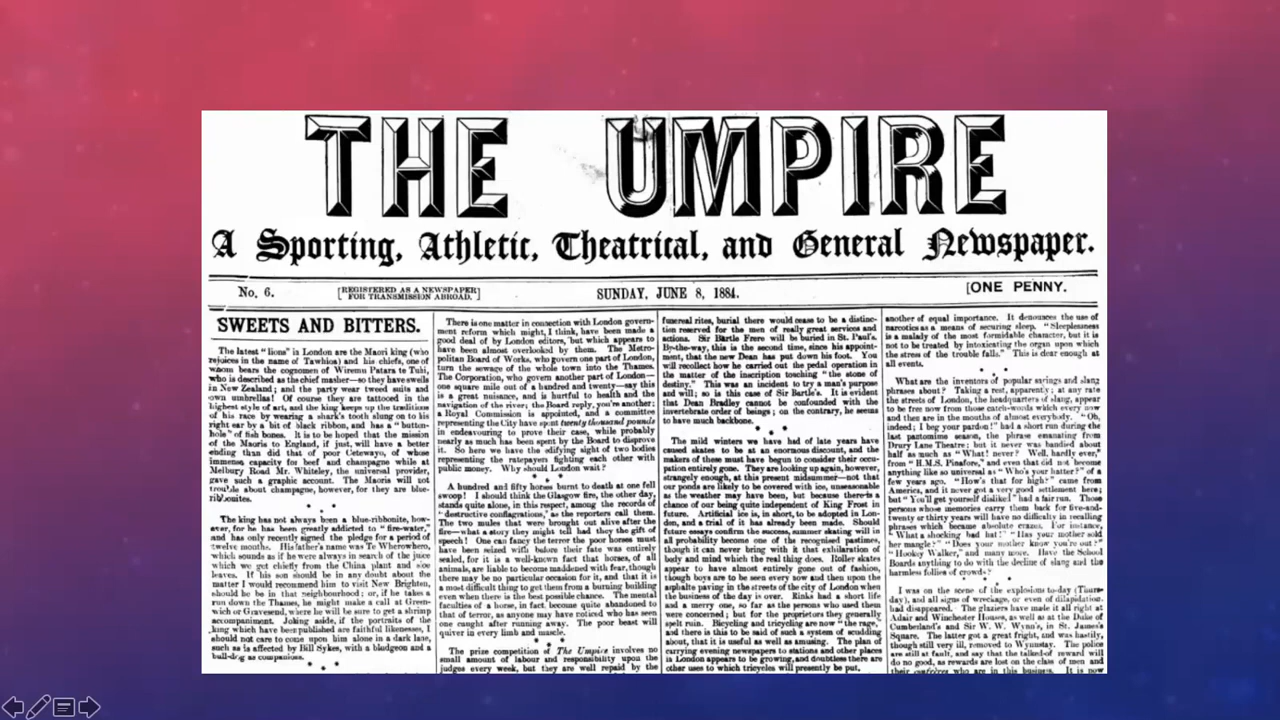 THE UMPIRE
A Sporting, Athletic, Theatrical, and General Newspaper.
No. 6.
[REGISTERED AS A NEWSPAPER
FOR TRANSMISSION ABROAD.]
SUNDAY, JUNE 8, 1884.
[ONE PENNY.
SWEETS AND BITTERS.
The latest "lions" in London are the Maori king (who
rejoices in the name of Tawhiao) and his chiefs, one of
whom bears the cognomen of Wiremu Patara te Tuhi,
who is described as the chief masher—so they have swells
in New Zealand; and the party wear tweed suits and
own umbrellas! Of course they are tattooed in the
highest style of art, and the king keeps up the traditions
of his race by wearing a shark's tooth slung on to his
right ear by a bit of black ribbon, and has a "button-
hole" of fish bones. It is to be hoped that the mission
of the Maoris to England, if just, will have a better
ending than did that of poor Cetewayo, of whose
immense capacity for beef and champagne while at
Melbury Road Mr. Whiteley, the universal provider,
gave such a graphic account. The Maoris will not
trouble about champagne, however, for they are blue-
ribbonites.
The king has not always been a blue-ribbonite, how-
ever, for he has been greatly addicted to "fire-water,"
and has only recently signed the pledge for a period of
twelve months. His father's name was Te Wherowhero,
which sounds as if he were always in search of the juice
which we get chiefly from the China plant and sloe
leaves. If his son should be in any doubt about the
matter I would recommend him to visit New Brighton,
should he be in that neighbourhood; or, if he takes a
run down the Thames, he might make a call at Green-
wich or Gravesend, where he will be sure to get a shrimp
accompaniment. Joking aside, if the portraits of the
king which have been published are faithful likenesses, I
should not care to come upon him alone in a dark lane,
such as is affected by Bill Sykes, with a bludgeon and a
bull-dog as companions.
There is one matter in connection with London govern-
ment reform which might, I think, have been made a
good deal of by London editors, but which appears to
have been almost overlooked by them. The Metro-
politan Board of Works, who govern one part of London,
turn the sewage of the whole town into the Thames.
The Corporation, who govern another part of London—
one square mile out of a hundred and twenty—say this
is a great nuisance, and is hurtful to health and the
navigation of the river; the Board reply, you're another;
a Royal Commission is appointed, and a committee
representing the City have spent twenty thousand pounds
in endeavouring to prove their case, while probably
nearly as much has been spent by the Board to disprove
it. So here we have the edifying sight of two bodies
representing the ratepayers fighting each other with
public money. Why should London wait?
A hundred and fifty horses burnt to death at one fell
swoop! I should think the Glasgow fire, the other day,
stands quite alone, in this respect, among the records of
"destructive conflagrations," as the reporters call them.
The two mules that were brought out alive after the
fire—what a story they might tell had they the gift of
speech! One can fancy the terror the poor horses must
have been seized with before their fate was entirely
sealed, for it is a well-known fact that horses, of all
animals, are liable to become maddened with fear, though
there may be no particular occasion for it, and that it is
a most difficult thing to get them from a burning building
even when there is the best possible chance. The mental
faculties of a horse, in fact become quite abandoned to
that of terror, as anyone may have noticed who has seen
one caught after running away. The poor beast will
quiver in every limb and muscle.
The prize competition of The Umpire involves no
small amount of labour and responsibility upon the
judges every week, but they are well repaid by the
funereal rites, burial there would cease to be a distinc-
tion reserved for the men of really great services and
actions. Sir Bartle Frere will be buried in St. Paul's.
By-the-way, this is the second time, since his appoint-
ment, that the new Dean has put down his foot. You
will recollect how he carried out the pedal operation in
the matter of the inscription touching "the stone of
destiny." This was an incident to try a man's purpose
and will; so is this case of Sir Bartle's. It is evident
that Dean Bradley cannot be confounded with the
invertebrate order of beings; on the contrary, he seems
to have much backbone.
The mild winters we have had of late years have
caused skates to be at an enormous discount, and the
makers of these must have begun to consider their occu-
pation entirely gone. They are looking up again, however,
strangely enough, at this present midsummer—not that
our ponds are likely to be covered with ice, unseasonable
as the weather may have been, but because there is a
chance of our being quite independent of King Frost in
future. Artificial ice is, in short, to be adopted in Lon-
don, and a trial of it has already been made. Should
future essays confirm the success, summer skating will in
all probability become one of the recognised pastimes,
though it can never bring with it that exhilaration of
body and mind which the real thing does. Roller skates
appear to have almost entirely gone out of fashion,
though boys are to be seen every now and then upon the
asphalte paving in the streets of the city of London when
the business of the day is over. Rinks had a short life
and a merry one, so far as the persons who used them
were concerned; but for the proprietors they generally
spelt ruin. Bicycling and tricycling are now "the rage,"
and there is this to be said of such a system of scudding
about, that it is useful as well as amusing. The plan of
carrying evening newspapers to stations and other places
in London appears to be growing, and doubtless there are
other uses to which tricycles will presently be put.
another of equal importance. It denounces the use of
narcotics as a means of securing sleep. "Sleeplessness
is a malady of the most formidable character, but it is
not to be treated by intoxicating the organ upon which
the stress of the trouble falls." This is clear enough at
all events.
What are the inventors of popular sayings and slang
phrases about? Taking a rest, apparently; at any rate
the streets of London, the headquarters of slang, appear
to be free now from those catch-words which every now
and then are in the mouths of almost everybody. "Oh,
indeed; I beg your pardon!" had a short run during the
last pantomime season, the phrase emanating from
Drury Lane Theatre; but it never was bandied about
half as much as "What! never? Well, hardly ever,"
from "H.M.S. Pinafore," and even that did not become
anything like so universal as "Who's your hatter?" of a
few years ago. "How's that for high?" came from
America, and it never got a very good settlement here;
but "You'll get yourself disliked" had a fair run. Those
persons whose memories carry them back for five-and-
twenty or thirty years will have no difficulty in recalling
phrases which became absolute crazes. For instance,
"What a shocking bad hat!" "Has your mother sold
her mangle?" "Does your mother know you're out?"
"Hookey Walker," and many more. Have the School
Boards anything to do with the decline of slang and the
harmless follies of crowds?
I was on the scene of the explosions to-day (Thurs-
day), and all signs of wreckage, or even of dilapidation,
had disappeared. The glaziers have made it all right at
Adair and Winchester Houses, as well as at the Duke of
Cumberland's and Sir W. W. Wynn's, in St. James's
Square. The latter got a great fright, and was hastily,
though still very ill, removed to Wynnstay. The police
are still at fault, and say that the talked-of reward will
do no good, as rewards are lost on the class of men and
their confreres who are in this business. It is now